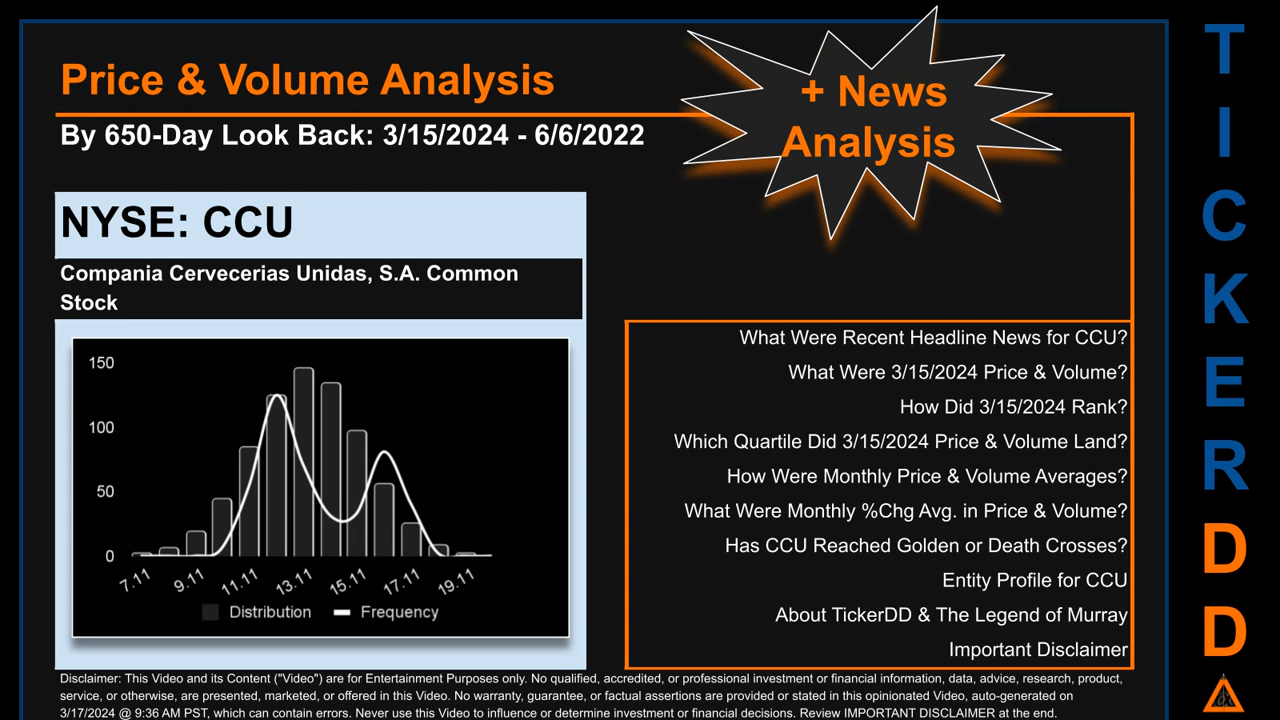 Price & Volume Analysis
+ News
Analysis
By 650-Day Look Back: 3/15/2024 - 6/6/2022
NYSE: CCU
Compania Cervecerias Unidas, S.A. Common
Stock
150
100
50
0
7.11 9.11 11.11 13.11 15.11 17.11 19.11
Distribution Frequency
What Were Recent Headline News for CCU?
What Were 3/15/2024 Price & Volume?
How Did 3/15/2024 Rank?
Which Quartile Did 3/15/2024 Price & Volume Land?
How Were Monthly Price & Volume Averages?
What Were Monthly %Chg Avg. in Price & Volume?
Has CCU Reached Golden or Death Crosses?
Entity Profile for CCU
About TickerDD & The Legend of Murray
Important Disclaimer
Disclaimer: This Video and its Content ("Video") are for Entertainment Purposes only. No qualified, accredited, or professional investment or financial information, data, advice, research, product,
service, or otherwise, are presented, marketed, or offered in this Video. No warranty, guarantee, or factual assertions are provided or stated in this opinionated Video, auto-generated on
3/17/2024 @ 9:36 AM PST, which can contain errors. Never use this Video to influence or determine investment or financial decisions. Review IMPORTANT DISCLAIMER at the end.
T
I
C
K
E
R
D
D